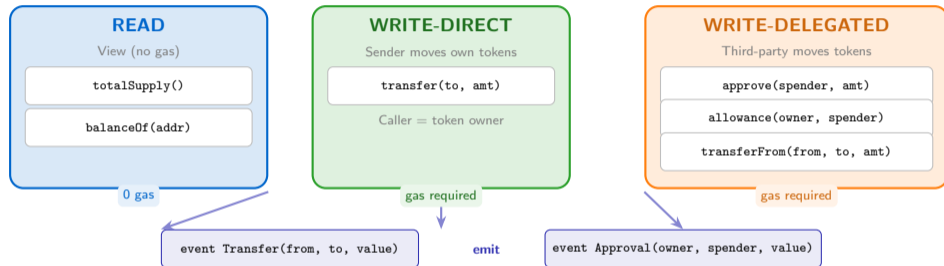 READ
View (no gas)
totalSupply()
balanceOf(addr)
0 gas
WRITE-DIRECT
Sender moves own tokens
transfer(to, amt)
Caller = token owner
gas required
WRITE-DELEGATED
Third-party moves tokens
approve(spender, amt)
allowance(owner, spender)
transferFrom(from, to, amt)
gas required
event Transfer(from, to, value)
emit
event Approval(owner, spender, value)